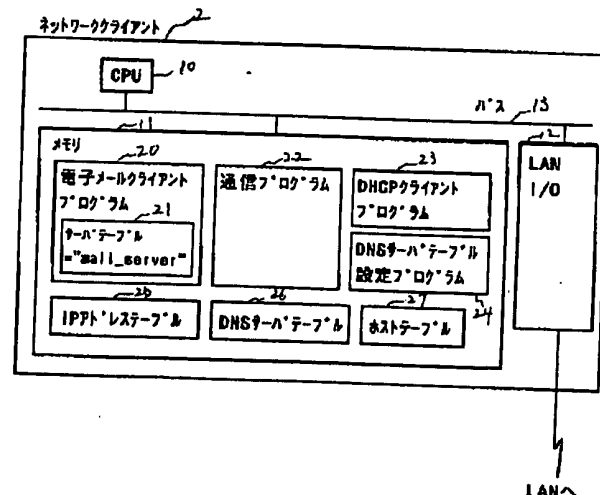 ネットワーククライアント
2
CPU
10
バス
13
11
12
メモリ
20
電子メールクライアント
プログラム
21
サーバテーブル
="mail_server"
22
通信プログラム
23
DHCPクライアント
プログラム
DNSサーバテーブル
設定プログラム
24
LAN
I/O
25
IPアドレステーブル
26
DNSサーバテーブル
27
ホストテーブル
LANへ